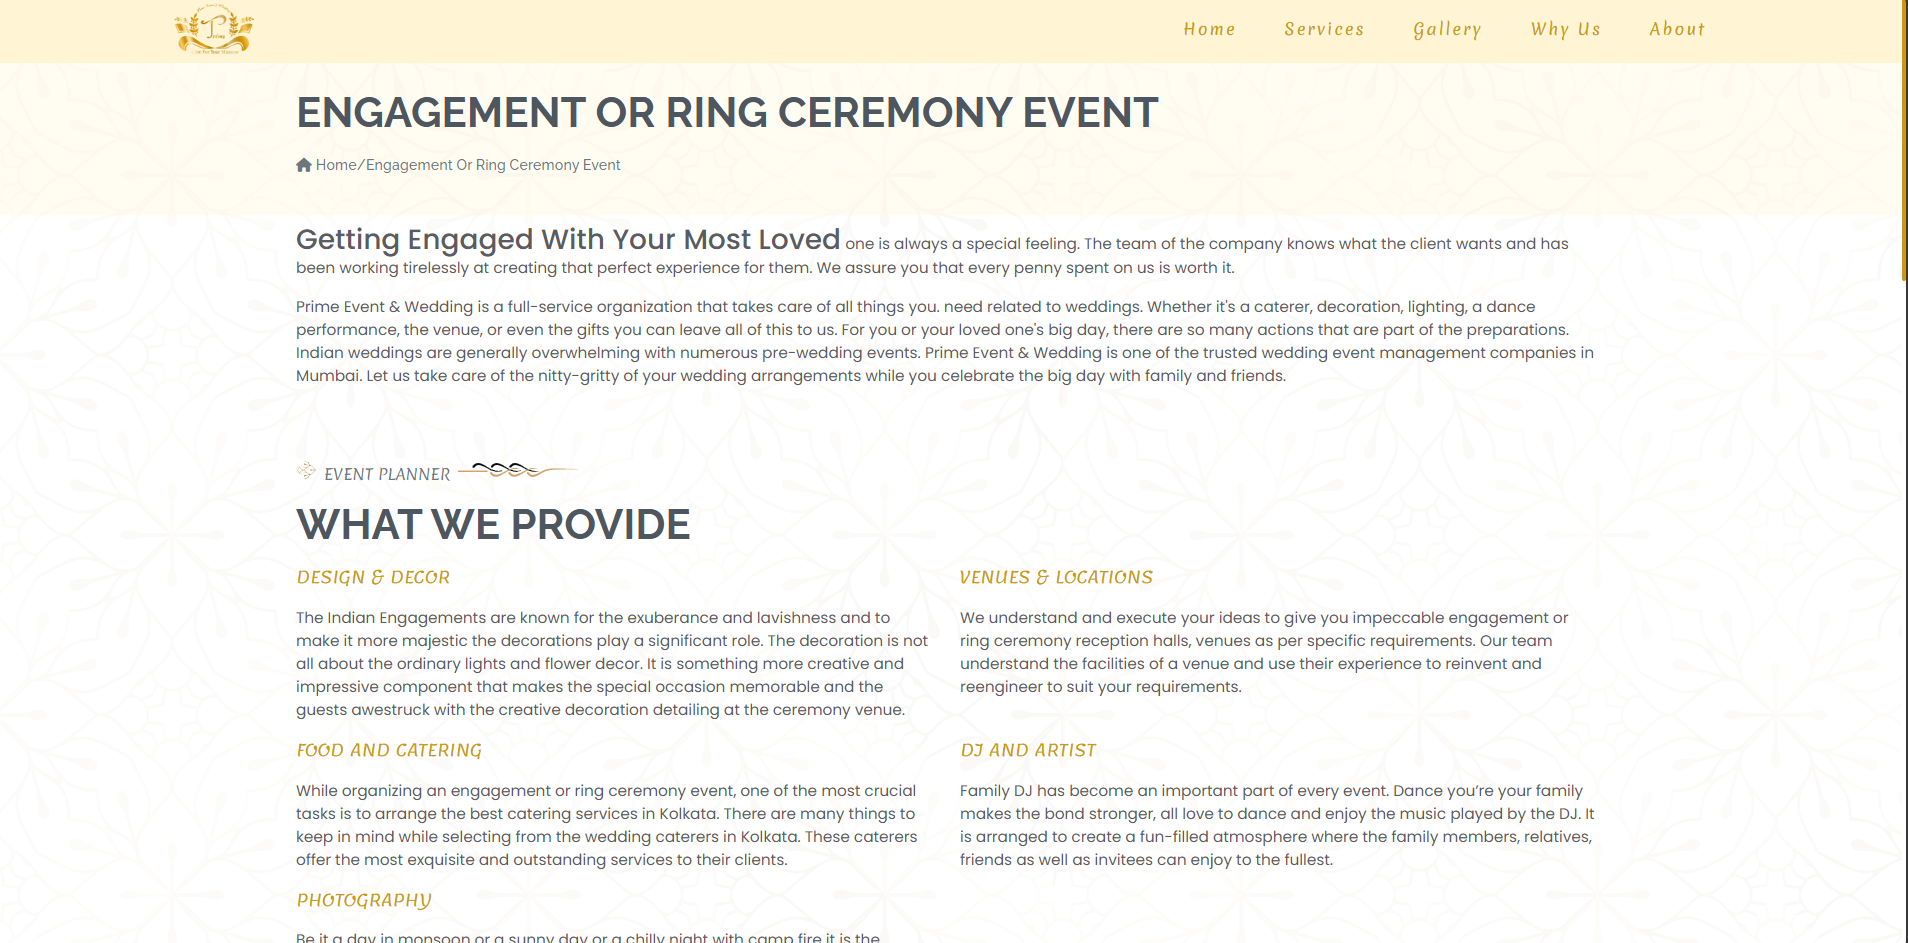 Prime
Home Services Gallery Why Us About
ENGAGEMENT OR RING CEREMONY EVENT
Home/Engagement Or Ring Ceremony Event
Getting Engaged With Your Most Loved one is always a special feeling. The team of the company knows what the client wants and has
been working tirelessly at creating that perfect experience for them. We assure you that every penny spent on us is worth it.
Prime Event & Wedding is a full-service organization that takes care of all things you. need related to weddings. Whether it's a caterer, decoration, lighting, a dance
performance, the venue, or even the gifts you can leave all of this to us. For you or your loved one's big day, there are so many actions that are part of the preparations.
Indian weddings are generally overwhelming with numerous pre-wedding events. Prime Event & Wedding is one of the trusted wedding event management companies in
Mumbai. Let us take care of the nitty-gritty of your wedding arrangements while you celebrate the big day with family and friends.
EVENT PLANNER
WHAT WE PROVIDE
DESIGN & DECOR
The Indian Engagements are known for the exuberance and lavishness and to
make it more majestic the decorations play a significant role. The decoration is not
all about the ordinary lights and flower decor. It is something more creative and
impressive component that makes the special occasion memorable and the
guests awestruck with the creative decoration detailing at the ceremony venue.
VENUES & LOCATIONS
We understand and execute your ideas to give you impeccable engagement or
ring ceremony reception halls, venues as per specific requirements. Our team
understand the facilities of a venue and use their experience to reinvent and
reengineer to suit your requirements.
FOOD AND CATERING
While organizing an engagement or ring ceremony event, one of the most crucial
tasks is to arrange the best catering services in Kolkata. There are many things to
keep in mind while selecting from the wedding caterers in Kolkata. These caterers
offer the most exquisite and outstanding services to their clients.
DJ AND ARTIST
Family DJ has become an important part of every event. Dance you’re your family
makes the bond stronger, all love to dance and enjoy the music played by the DJ. It
is arranged to create a fun-filled atmosphere where the family members, relatives,
friends as well as invitees can enjoy to the fullest.
PHOTOGRAPHY
Be it a day in monsoon or a sunny day or a chilly night with camp fire it is the